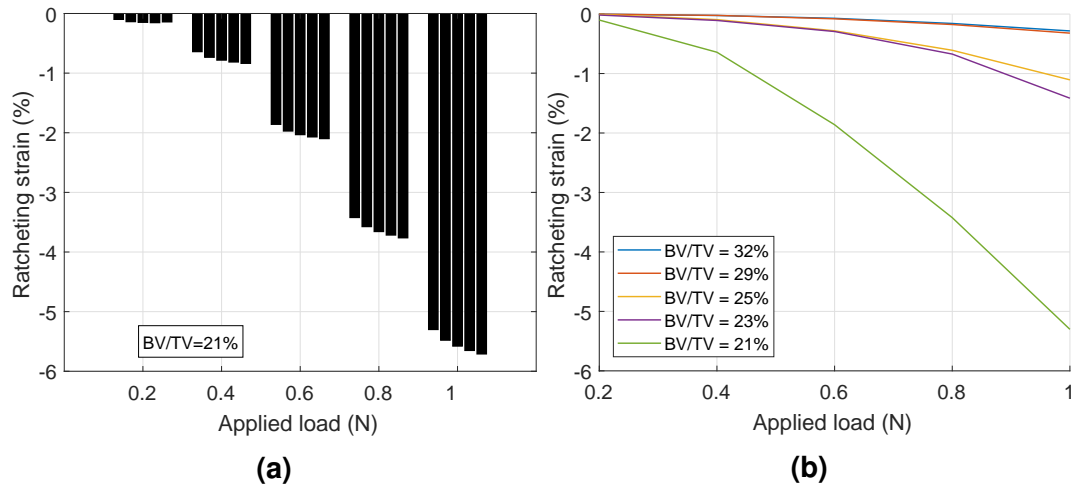 0
-1
-2
-3
-4
-5
-6
Ratcheting strain (%)
BV/TV=21%
0.2 0.4 0.6 0.8 1
Applied load (N)
(a)
0
-1
-2
-3
-4
-5
-6
Ratcheting strain (%)
BV/TV = 32%
BV/TV = 29%
BV/TV = 25%
BV/TV = 23%
BV/TV = 21%
0.2 0.4 0.6 0.8 1
Applied load (N)
(b)